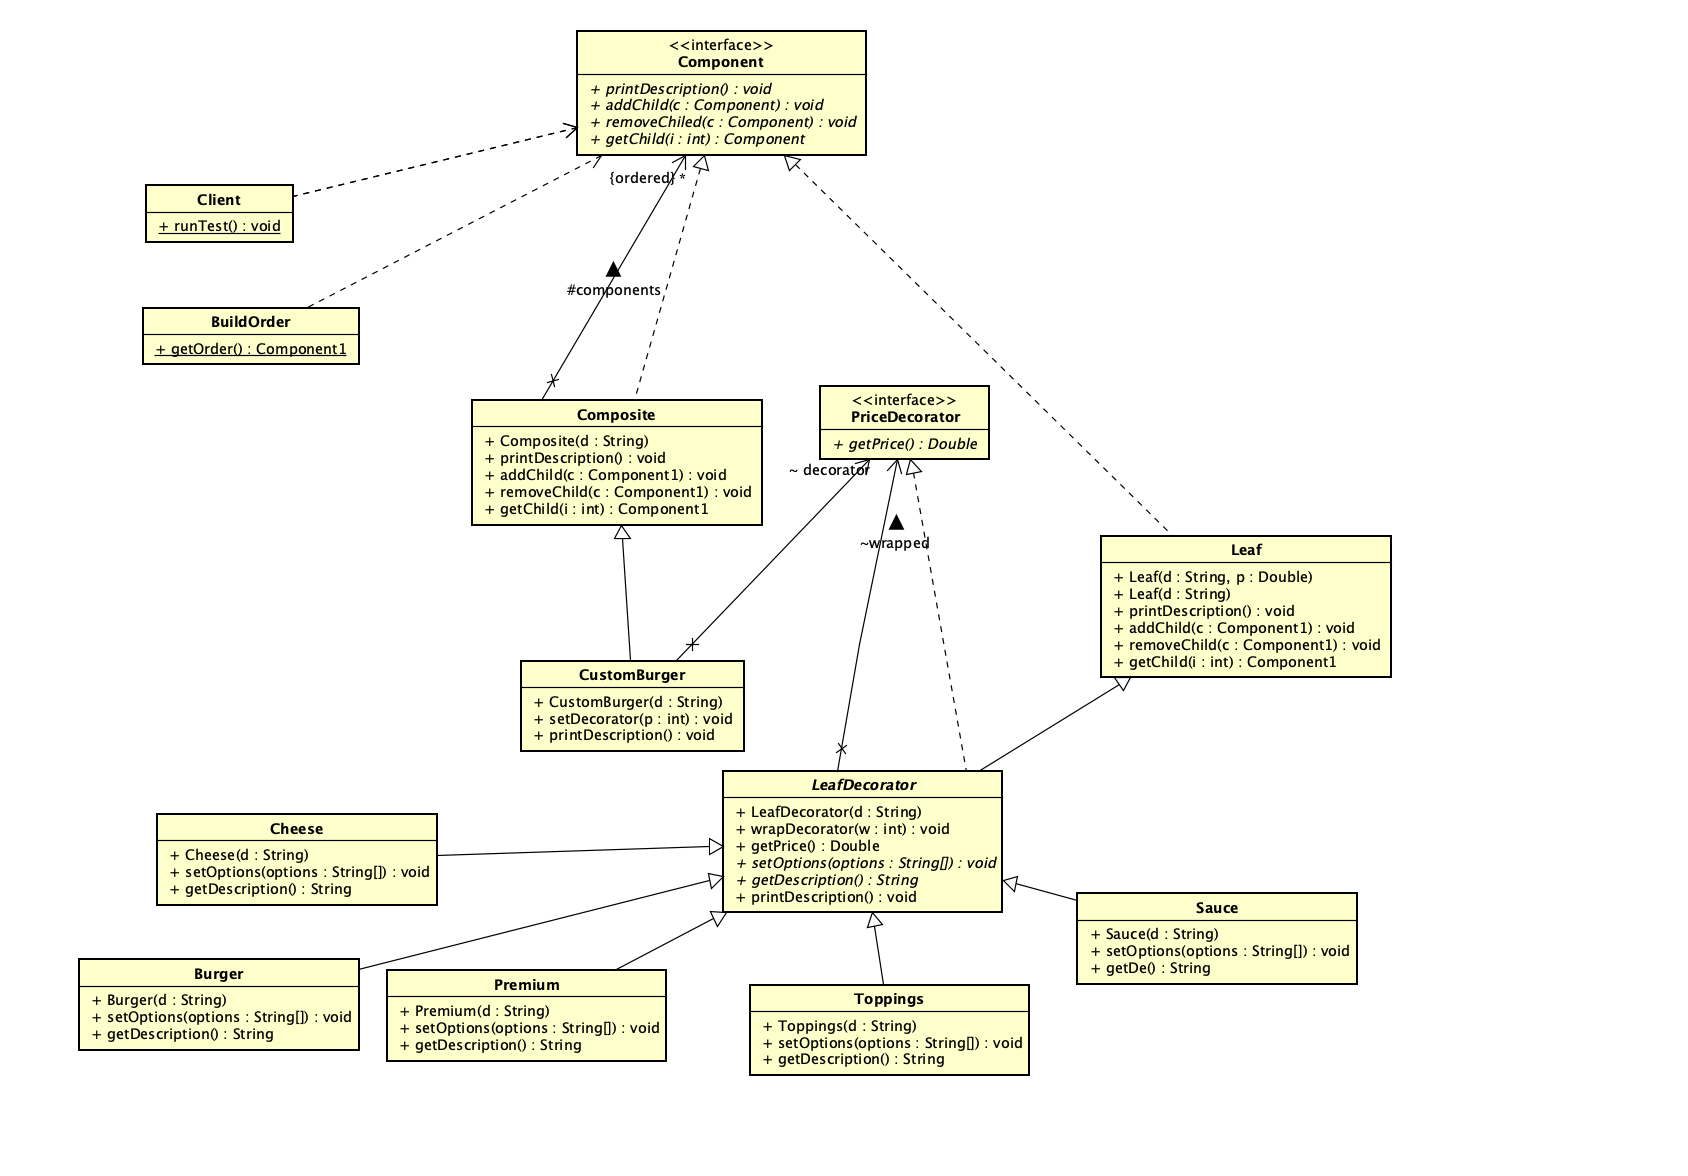 <<interface>>
Component
+ printDescription() : void
+ addChild(c : Component) : void
+ removeChiled(c : Component) : void
+ getChild(i : int) : Component
{ordered} *
Client
+ runTest() : void
#components
BuildOrder
+ getOrder() : Component1
Composite
+ Composite(d : String)
+ printDescription() : void
+ addChild(c : Component1) : void
+ removeChild(c : Component1) : void
+ getChild(i : int) : Component1
<<interface>>
PriceDecorator
+ getPrice() : Double
~ decorator
~wrapped
Leaf
+ Leaf(d : String, p : Double)
+ Leaf(d : String)
+ printDescription() : void
+ addChild(c : Component1) : void
+ removeChild(c : Component1) : void
+ getChild(i : int) : Component1
CustomBurger
+ CustomBurger(d : String)
+ setDecorator(p : int) : void
+ printDescription() : void
LeafDecorator
+ LeafDecorator(d : String)
+ wrapDecorator(w : int) : void
+ getPrice() : Double
+ setOptions(options : String[]) : void
+ getDescription() : String
+ printDescription() : void
Cheese
+ Cheese(d : String)
+ setOptions(options : String[]) : void
+ getDescription() : String
Sauce
+ Sauce(d : String)
+ setOptions(options : String[]) : void
+ getDe() : String
Burger
+ Burger(d : String)
+ setOptions(options : String[]) : void
+ getDescription() : String
Premium
+ Premium(d : String)
+ setOptions(options : String[]) : void
+ getDescription() : String
Toppings
+ Toppings(d : String)
+ setOptions(options : String[]) : void
+ getDescription() : String